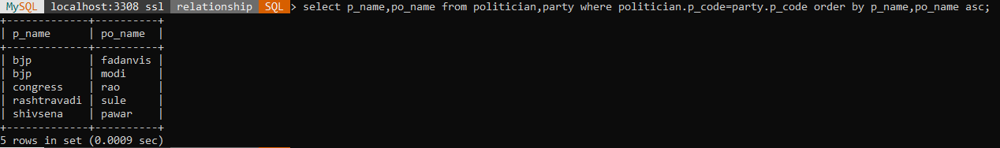 MySQL localhost:3308 ssl relationship SQL > select p_name,po_name from politician,party where politician.p_code=party.p_code order by p_name,po_name asc;
+-------------+----------+
| p_name      | po_name  |
+-------------+----------+
| bjp         | fadanvis |
| bjp         | modi     |
| congress    | rao      |
| rashtravadi | sule     |
| shivsena    | pawar    |
+-------------+----------+
5 rows in set (0.0009 sec)